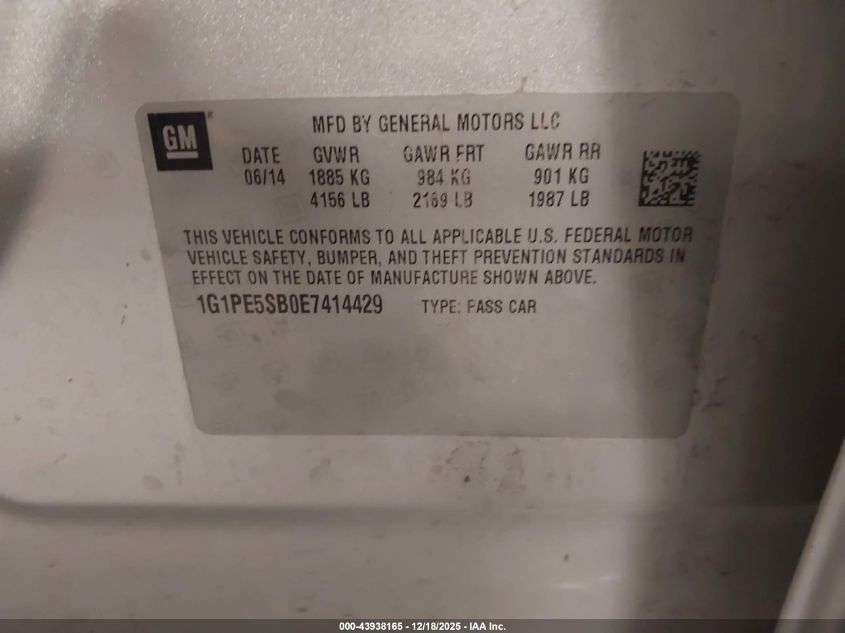 GM
MFD BY GENERAL MOTORS LLC
DATE GVWR GAWR FRT GAWR RR
06/14 1885 KG 984 KG 901 KG
4156 LB 2169 LB 1987 LB
THIS VEHICLE CONFORMS TO ALL APPLICABLE U.S. FEDERAL MOTOR
VEHICLE SAFETY, BUMPER, AND THEFT PREVENTION STANDARDS IN
EFFECT ON THE DATE OF MANUFACTURE SHOWN ABOVE.
1G1PE5SB0E7414429 TYPE: PASS CAR
000-43938165 - 12/18/2025 - IAA Inc.